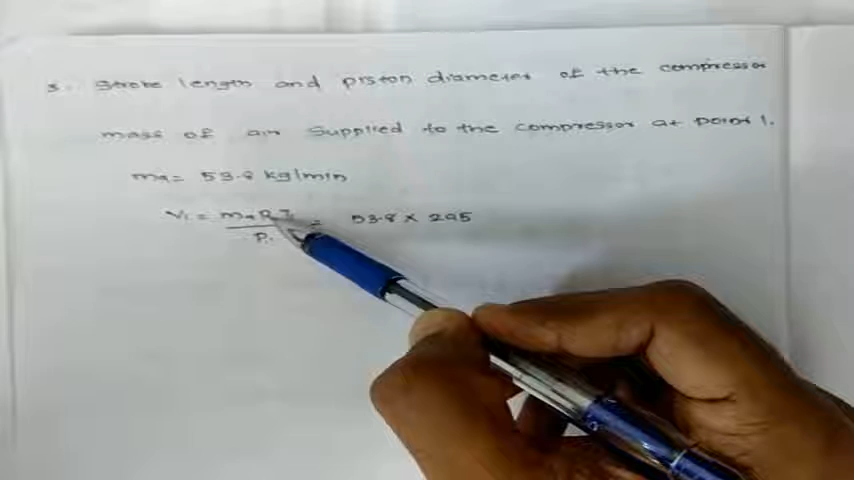 3. Stroke length and piston diameter of the compressor
mass of air supplied to the compressor at point 1.
ma = 53.8 kg/min
V1 = maRT1 / P1 = 53.8 × 295